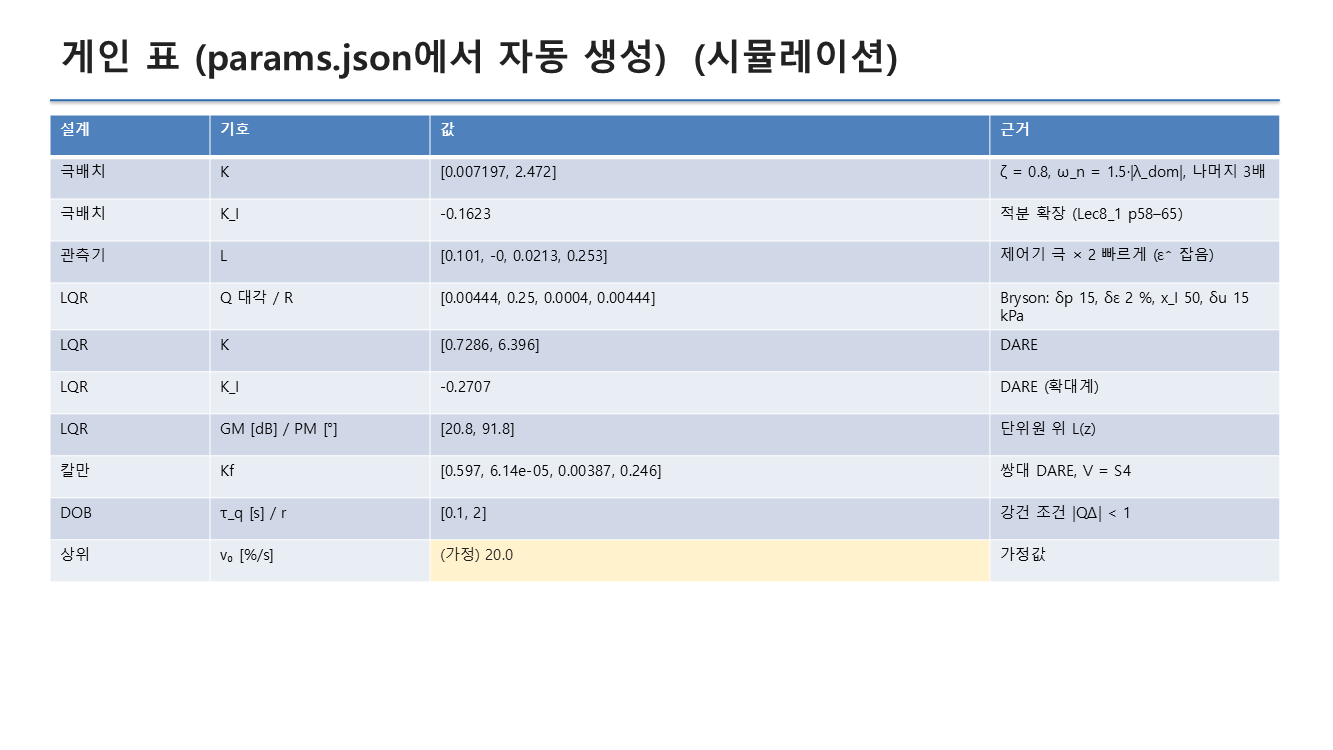 게인 표 (params.json에서 자동 생성)  (시뮬레이션)
설계 기호 값 근거
극배치 K [0.007197, 2.472] ζ = 0.8, ω_n = 1.5·|λ_dom|, 나머지 3배
극배치 K_I -0.1623 적분 확장 (Lec8_1 p58–65)
관측기 L [0.101, -0, 0.0213, 0.253] 제어기 극 × 2 빠르게 (ε^ 잡음)
LQR Q 대각 / R [0.00444, 0.25, 0.0004, 0.00444] Bryson: δp 15, δε 2 %, x_I 50, δu 15
kPa
LQR K [0.7286, 6.396] DARE
LQR K_I -0.2707 DARE (확대계)
LQR GM [dB] / PM [°] [20.8, 91.8] 단위원 위 L(z)
칼만 Kf [0.597, 6.14e-05, 0.00387, 0.246] 쌍대 DARE, V = S4
DOB τ_q [s] / r [0.1, 2] 강건 조건 |QΔ| < 1
상위 v₀ [%/s] (가정) 20.0 가정값